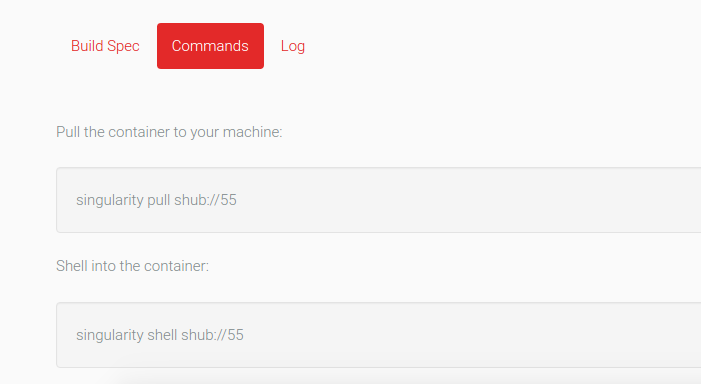 Build Spec Commands Log
Pull the container to your machine:
singularity pull shub://55
Shell into the container:
singularity shell shub://55